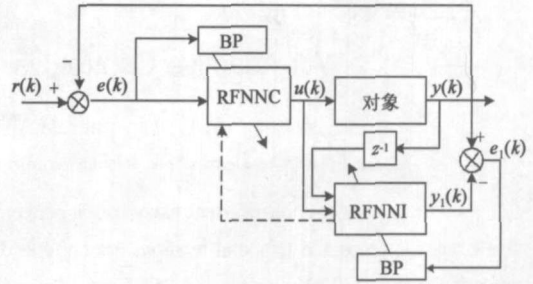 BP
−
r(k) + e(k) RFNNC u(k) 对象 y(k)
+
z⁻¹ e₁(k)
−
RFNNI y₁(k)
BP